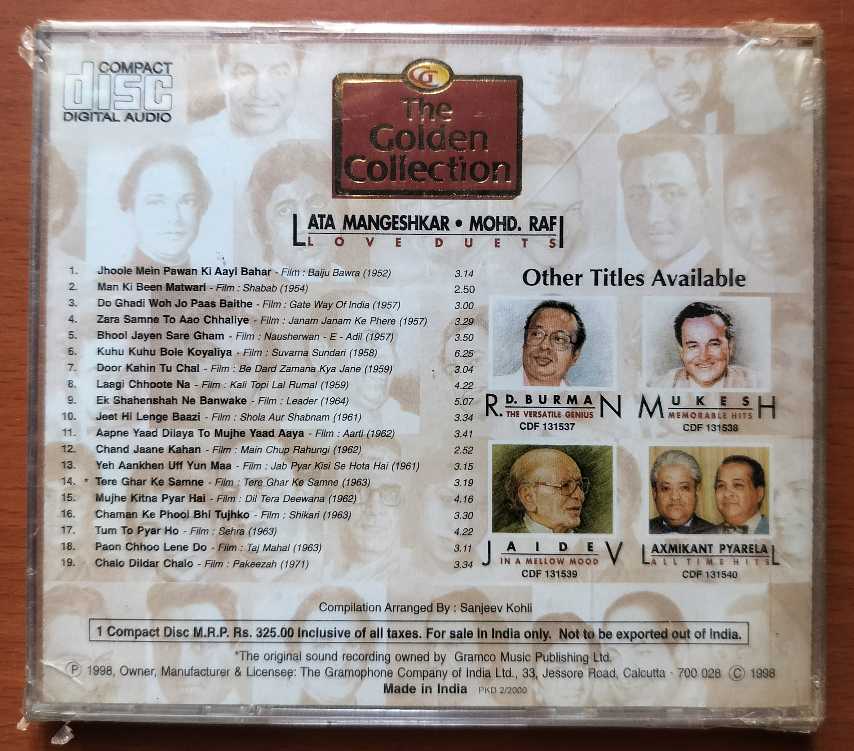 COMPACT
disc
DIGITAL AUDIO
GC
The
Golden
Collection
LATA MANGESHKAR • MOHD. RAFI
LOVE DUETS
1. Jhoole Mein Pawan Ki Aayi Bahar - Film : Baiju Bawra (1952) 3.14
2. Man Ki Been Matwari - Film : Shabab (1954) 2.50
3. Do Ghadi Woh Jo Paas Baithe - Film : Gate Way Of India (1957) 3.00
4. Zara Samne To Aao Chhaliye - Film : Janam Janam Ke Phere (1957) 3.29
5. Bhool Jayen Sare Gham - Film : Nausherwan - E - Adil (1957) 3.50
6. Kuhu Kuhu Bole Koyaliya - Film : Suvarna Sundari (1958) 6.25
7. Door Kahin Tu Chal - Film : Be Dard Zamana Kya Jane (1959) 3.04
8. Laagi Chhoote Na - Film : Kali Topi Lal Rumal (1959) 4.22
9. Ek Shahenshah Ne Banwake - Film : Leader (1964) 5.07
10. Jeet Hi Lenge Baazi - Film : Shola Aur Shabnam (1961) 3.34
11. Aapne Yaad Dilaya To Mujhe Yaad Aaya - Film : Aarti (1962) 3.41
12. Chand Jaane Kahan - Film : Main Chup Rahungi (1962) 2.52
13. Yeh Aankhen Uff Yun Maa - Film : Jab Pyar Kisi Se Hota Hai (1961) 3.15
14. * Tere Ghar Ke Samne - Film : Tere Ghar Ke Samne (1963) 3.19
15. Mujhe Kitna Pyar Hai - Film : Dil Tera Deewana (1962) 4.16
16. Chaman Ke Phool Bhi Tujhko - Film : Shikari (1963) 3.30
17. Tum To Pyar Ho - Film : Sehra (1963) 4.22
18. Paon Chhoo Lene Do - Film : Taj Mahal (1963) 3.11
19. Chalo Dildar Chalo - Film : Pakeezah (1971) 3.34
Other Titles Available
R.D.BURMAN
THE VERSATILE GENIUS
CDF 131537
MUKESH
MEMORABLE HITS
CDF 131538
JAIDEV
IN A MELLOW MOOD
CDF 131539
LAXMIKANT PYARELAL
ALL TIME HITS
CDF 131540
Compilation Arranged By : Sanjeev Kohli
1 Compact Disc M.R.P. Rs. 325.00 Inclusive of all taxes. For sale in India only. Not to be exported out of India.
*The original sound recording owned by Gramco Music Publishing Ltd.
Ⓟ 1998, Owner, Manufacturer & Licensee: The Gramophone Company of India Ltd., 33, Jessore Road, Calcutta - 700 028 © 1998
Made in India PKD 2/2000